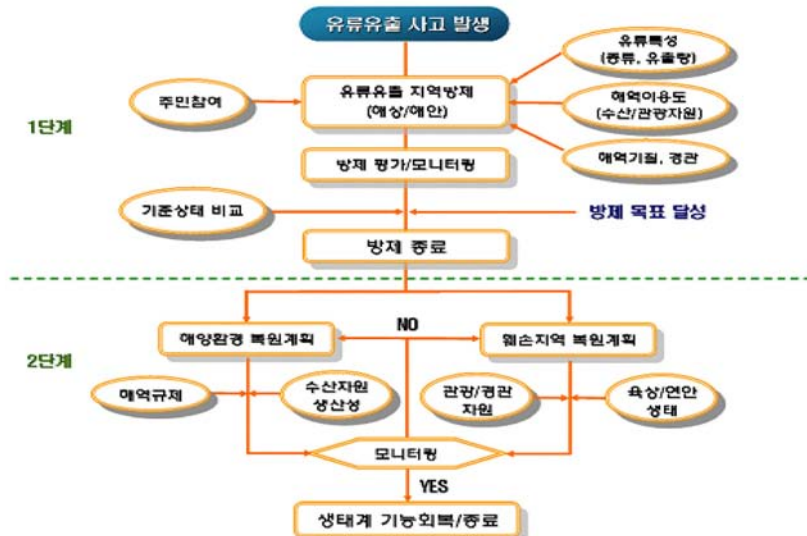 유류유출 사고 발생
유류특성
(종류, 유출량)
주민참여
유류유출 지역방제
(해상/해안)
해역이용도
(수산/관광자원)
1단계
해역기질, 경관
방제 평가/모니터링
기준상태 비교
방제 목표 달성
방제 종료
해양환경 복원계획
NO
훼손지역 복원계획
2단계
해역규제
수산자원
생산성
관광/경관
자원
육상/연안
생태
모니터링
YES
생태계 기능회복/종료